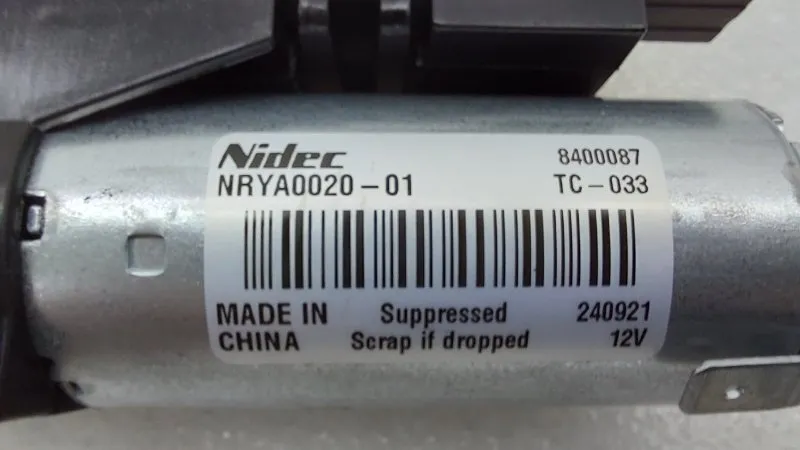 Nidec 8400087
NRYA0020-01 TC-033
MADE IN Suppressed 240921
CHINA Scrap if dropped 12V